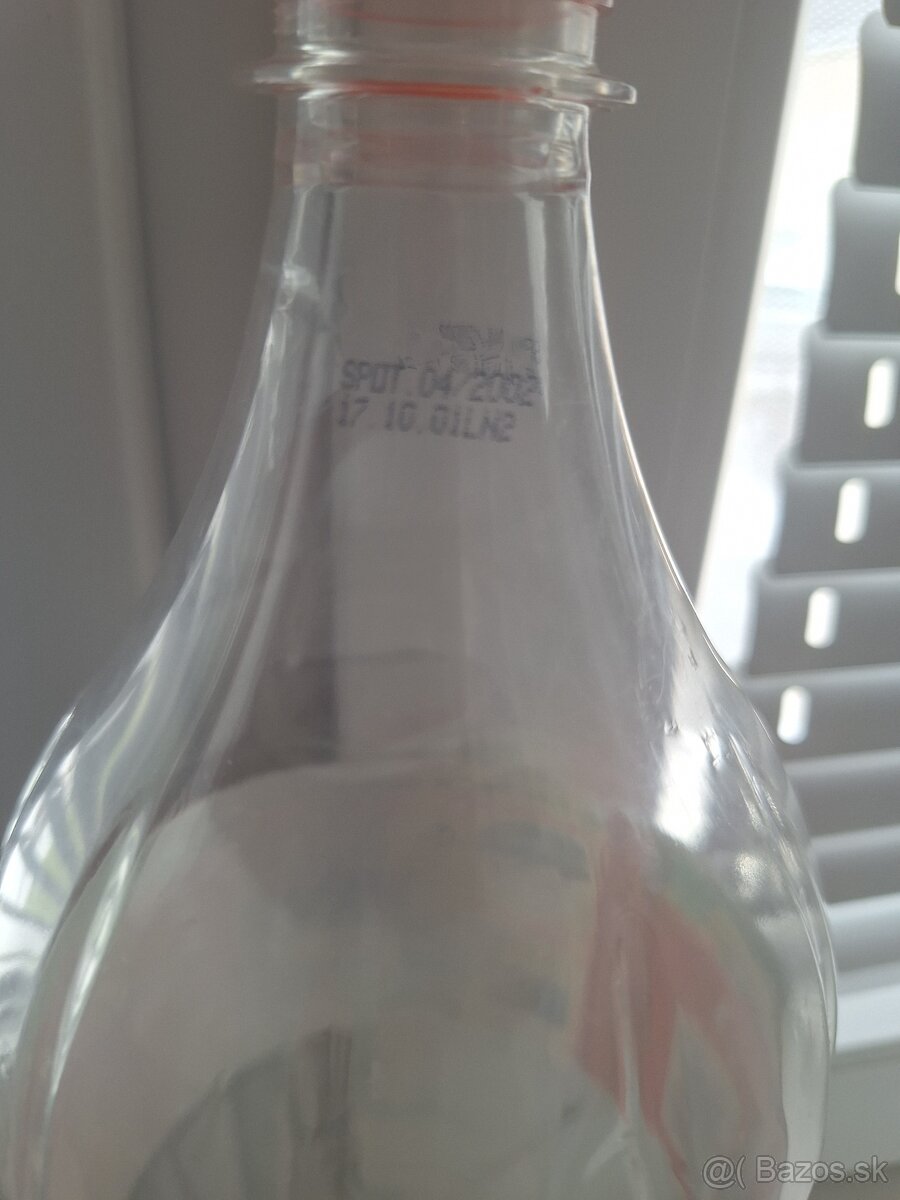 SPOT.04/2002
17.10.01LN2
@( Bazos.sk